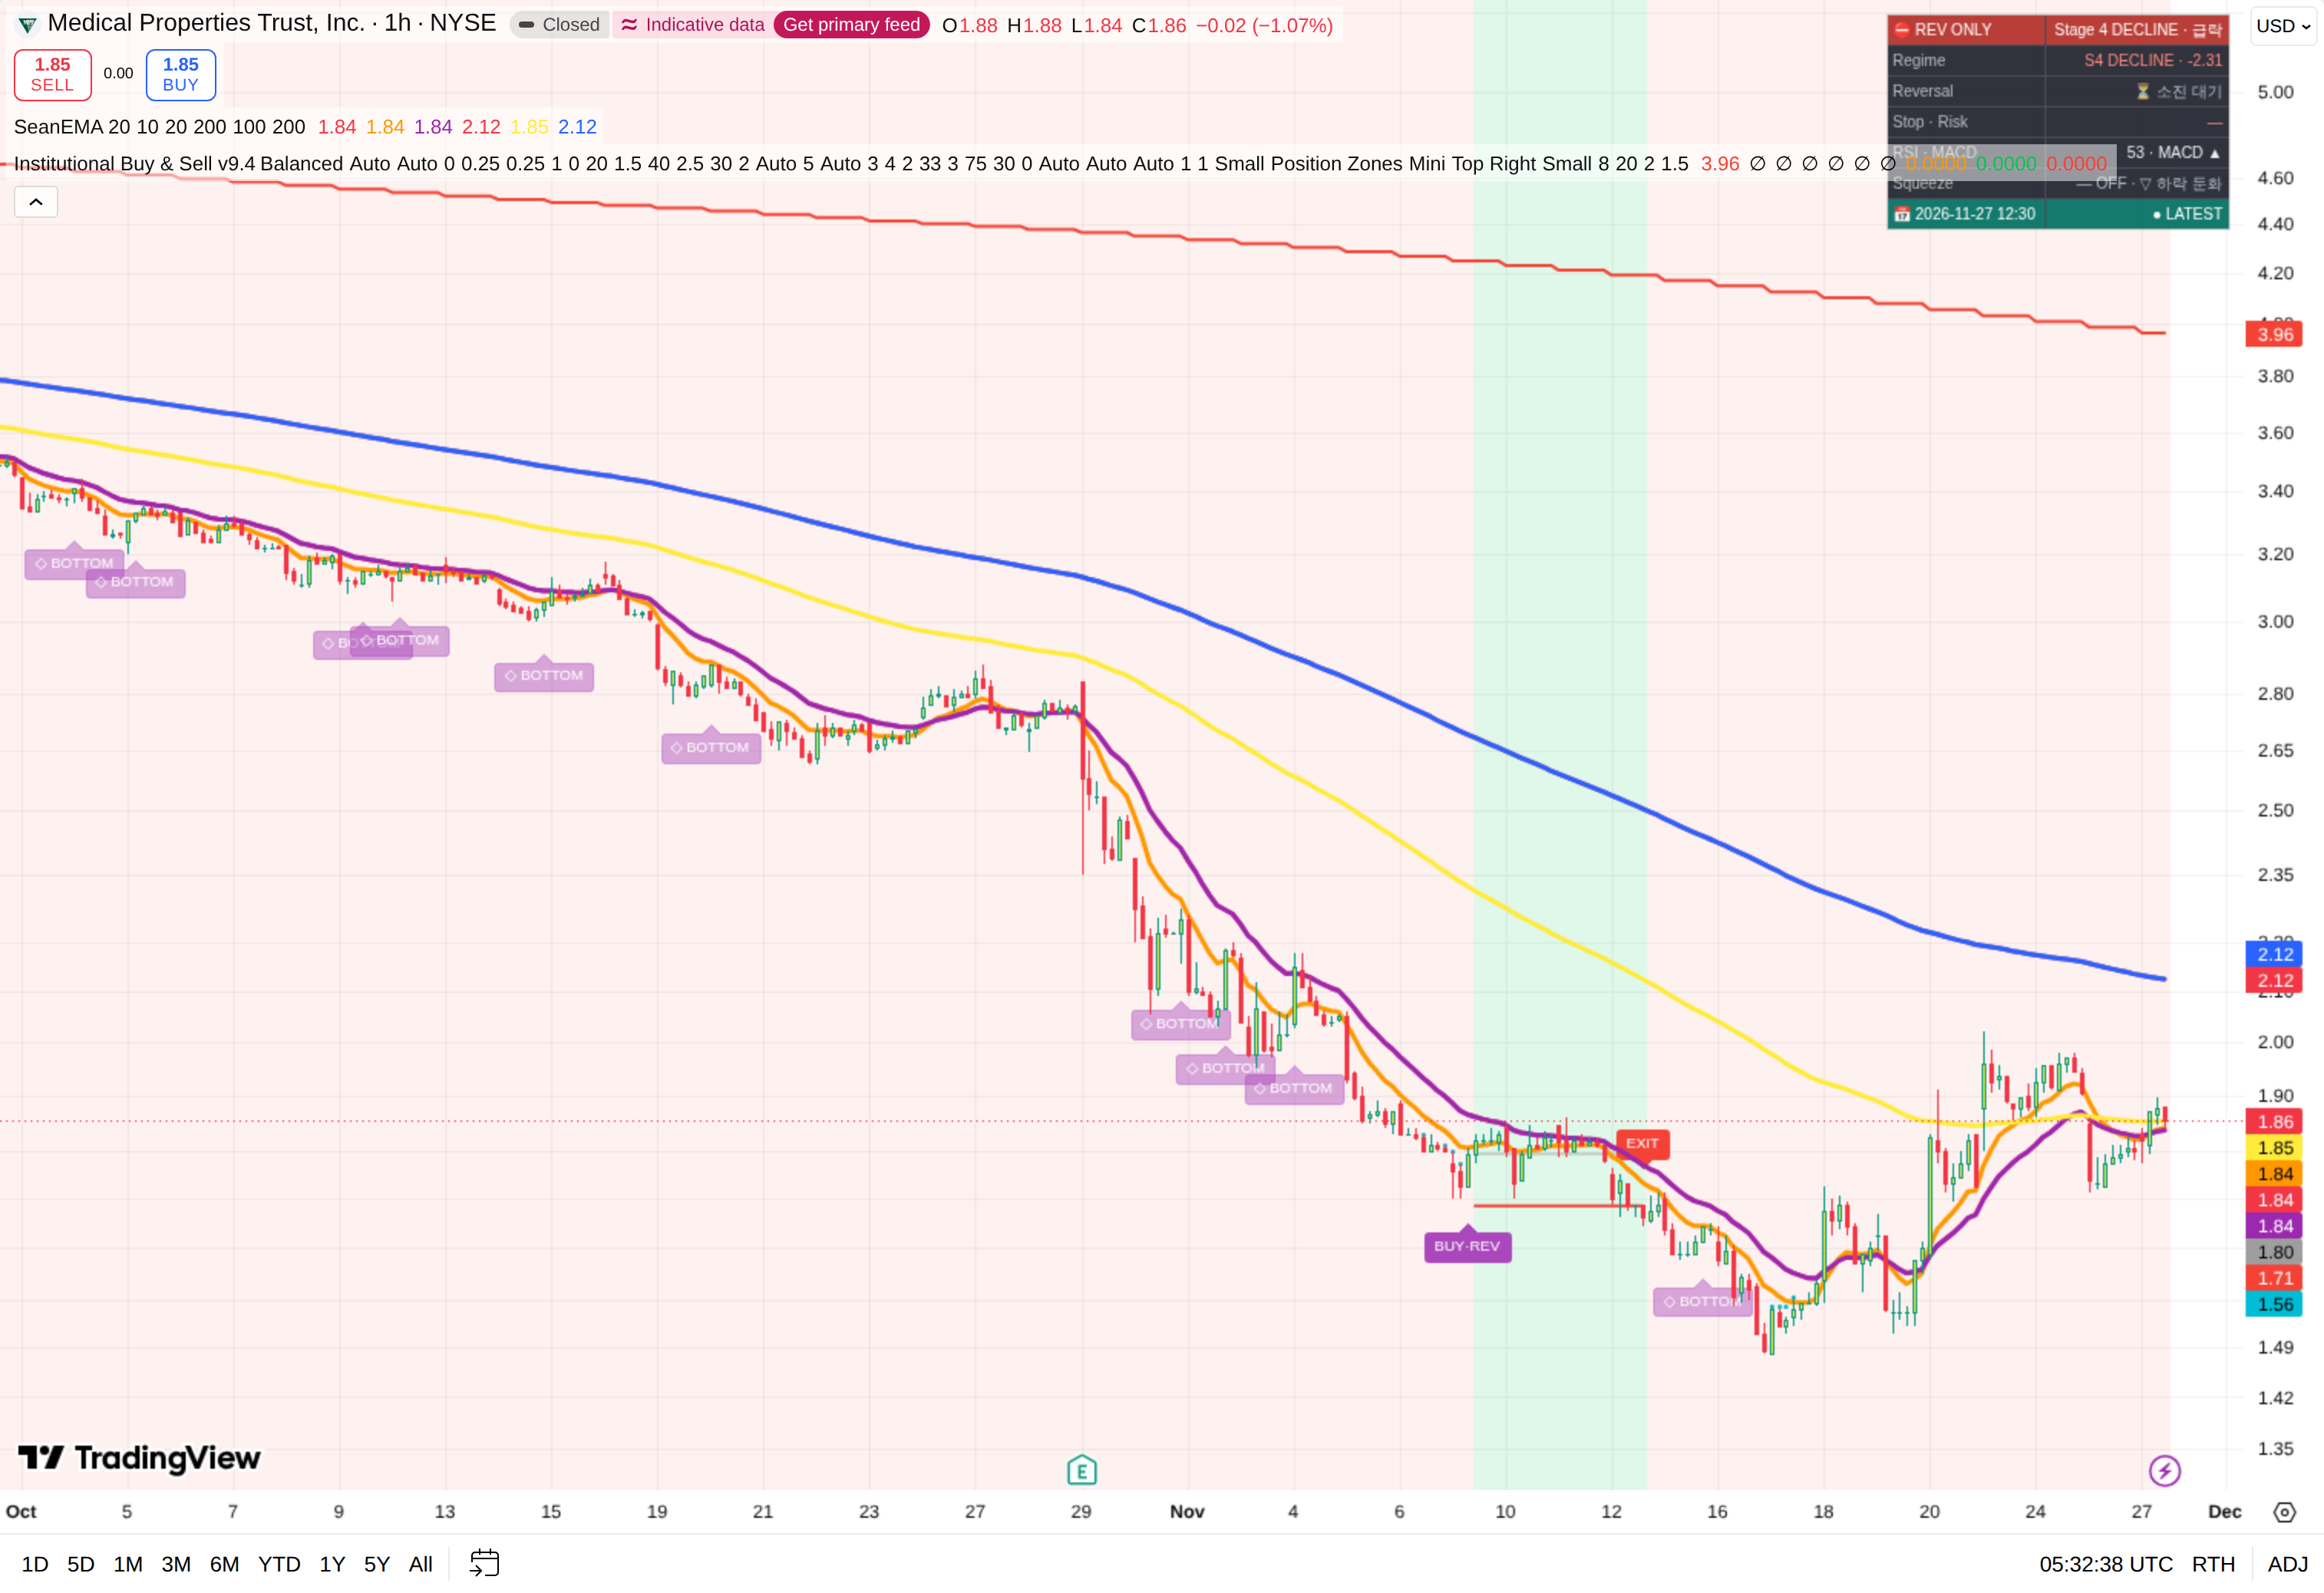 Medical Properties Trust, Inc. · 1h · NYSE Closed Indicative data Get primary feed O1.88 H1.88 L1.84 C1.86 −0.02 (−1.07%)
1.85 SELL 0.00 1.85 BUY
SeanEMA 20 10 20 200 100 200 1.84 1.84 1.84 2.12 1.85 2.12
Institutional Buy & Sell v9.4 Balanced Auto Auto 0 0.25 0.25 1 0 20 1.5 40 2.5 30 2 Auto 5 Auto 3 4 2 33 3 75 30 0 Auto Auto Auto 1 1 Small Position Zones Mini Top Right Small 8 20 2 1.5 3.96 ∅ ∅ ∅ ∅ ∅ ∅ 0.0000 0.0000 0.0000
REV ONLY Stage 4 DECLINE · 급락
Regime S4 DECLINE · -2.31
Reversal ⏳ 소진 대기
Stop · Risk —
RSI · MACD 53 · MACD ▲
Squeeze — OFF · ▽ 하락 둔화
2026-11-27 12:30 ● LATEST
USD
5.00
4.60
4.40
4.20
3.96
3.80
3.60
3.40
3.20
3.00
2.80
2.65
2.50
2.35
2.12
2.12
2.00
1.90
1.86
1.85
1.84
1.84
1.84
1.80
1.71
1.56
1.49
1.42
1.35
◇ BOTTOM
◇ BOTTOM
◇ BOTTOM
◇ BOTTOM
◇ BOTTOM
◇ BOTTOM
◇ BOTTOM
◇ BOTTOM
EXIT
BUY-REV
◇ BOTTOM
TradingView
E
Oct 5 7 9 13 15 19 21 23 27 29 Nov 4 6 10 12 16 18 20 24 27 Dec
1D 5D 1M 3M 6M YTD 1Y 5Y All 05:32:38 UTC RTH ADJ